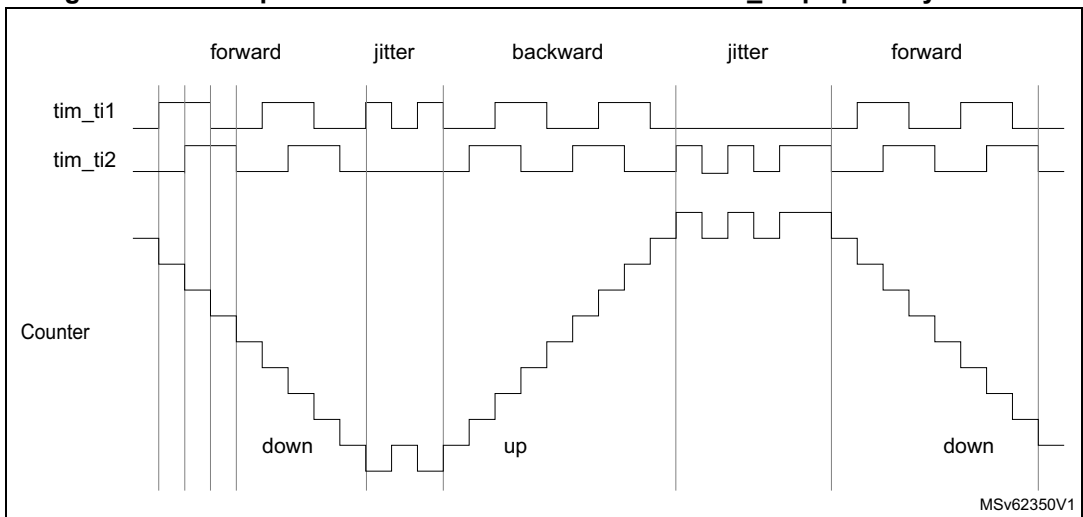 forward jitter backward jitter forward
tim_ti1
tim_ti2
Counter
down up down
MSv62350V1